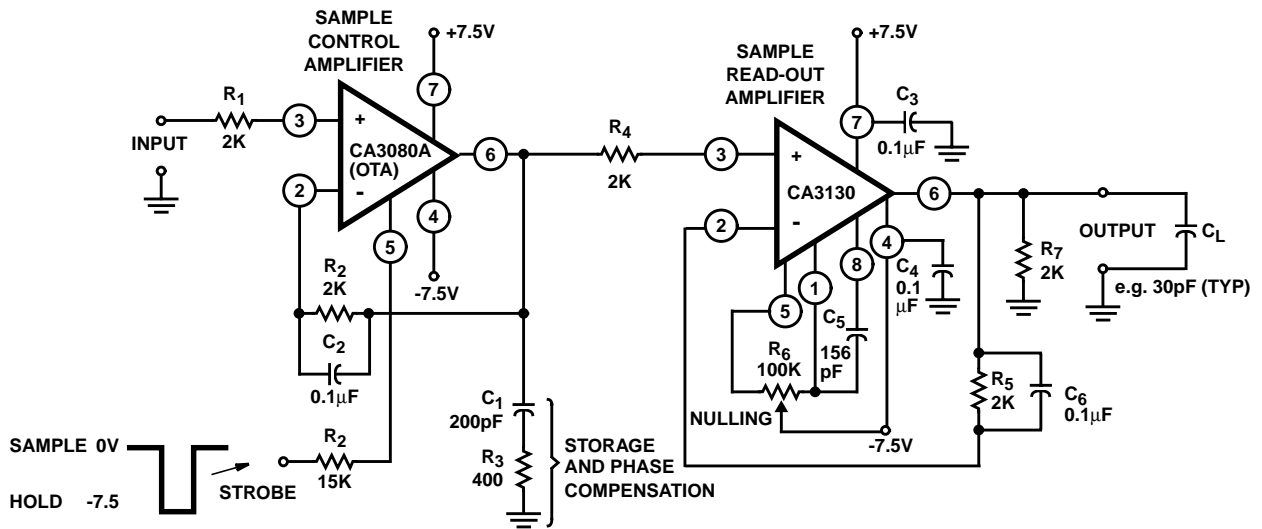 SAMPLE
CONTROL
AMPLIFIER
+7.5V
7
R1
2K
INPUT
3
+
CA3080A
(OTA)
-
2
6
4
5
-7.5V
R2
2K
C2
0.1μF
R4
2K
SAMPLE
READ-OUT
AMPLIFIER
+7.5V
7
C3
0.1μF
3
+
CA3130
-
2
6
4
8
1
5
C4
0.1
μF
C5
156
pF
R6
100K
NULLING
-7.5V
R7
2K
OUTPUT
CL
e.g. 30pF (TYP)
R5
2K
C6
0.1μF
C1
200pF
R3
400
STORAGE
AND PHASE
COMPENSATION
SAMPLE 0V
HOLD -7.5
STROBE
R2
15K